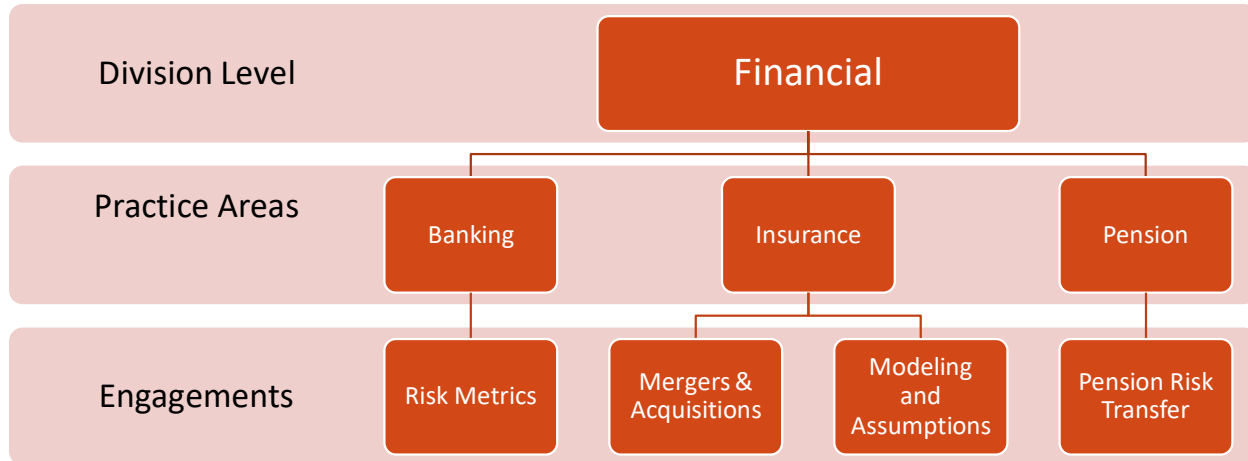 Division Level
Financial
Practice Areas
Banking
Insurance
Pension
Engagements
Risk Metrics
Mergers &
Acquisitions
Modeling
and
Assumptions
Pension Risk
Transfer